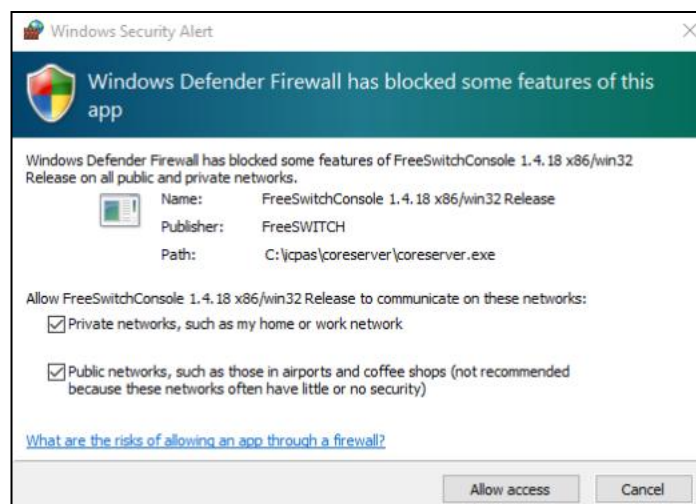 Windows Security Alert
Windows Defender Firewall has blocked some features of this
app
Windows Defender Firewall has blocked some features of FreeSwitchConsole 1.4.18 x86/win32
Release on all public and private networks.
Name: FreeSwitchConsole 1.4.18 x86/win32 Release
Publisher: FreeSWITCH
Path: C:\icpas\coreserver\coreserver.exe
Allow FreeSwitchConsole 1.4.18 x86/win32 Release to communicate on these networks:
Private networks, such as my home or work network
Public networks, such as those in airports and coffee shops (not recommended
because these networks often have little or no security)
What are the risks of allowing an app through a firewall?
Allow access Cancel